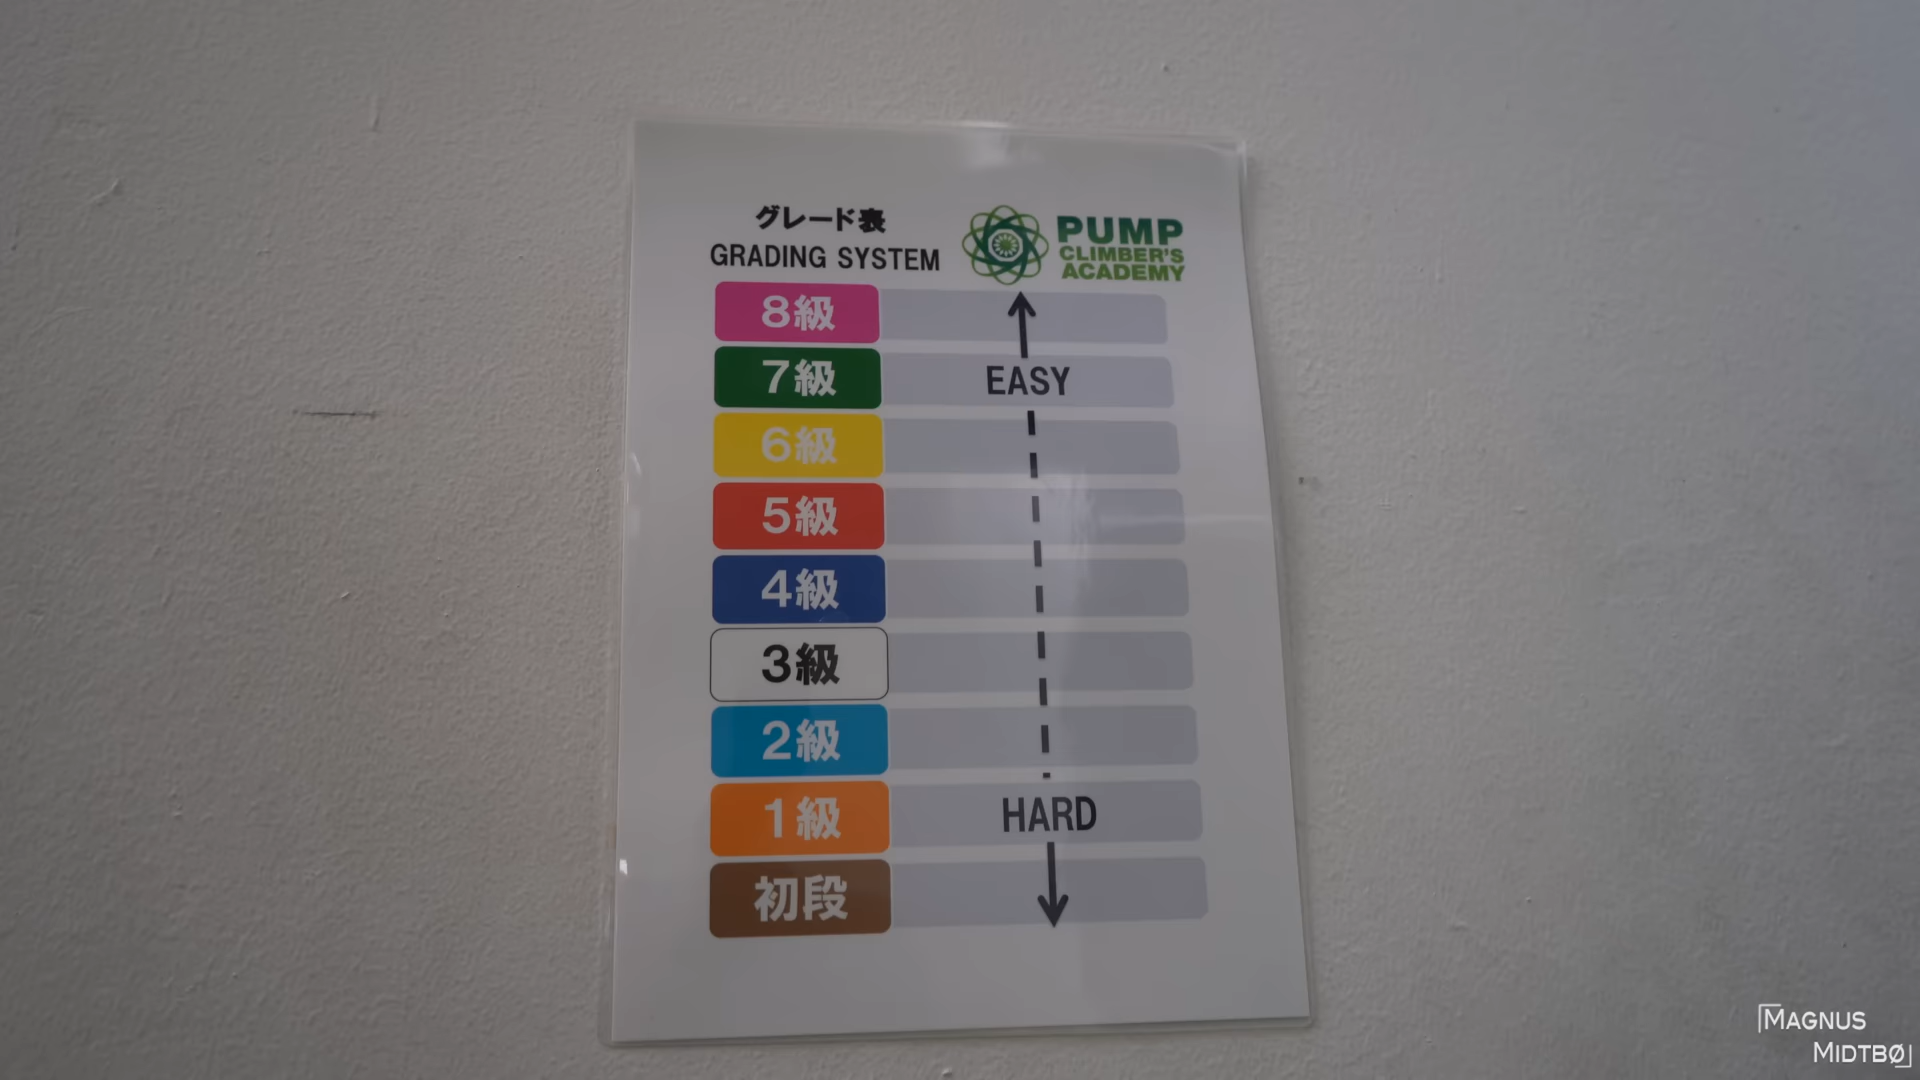 グレード表
GRADING SYSTEM
PUMP
CLIMBER'S
ACADEMY
8級
7級
EASY
6級
5級
4級
3級
2級
1級
HARD
初段
MAGNUS
MIDTBØ